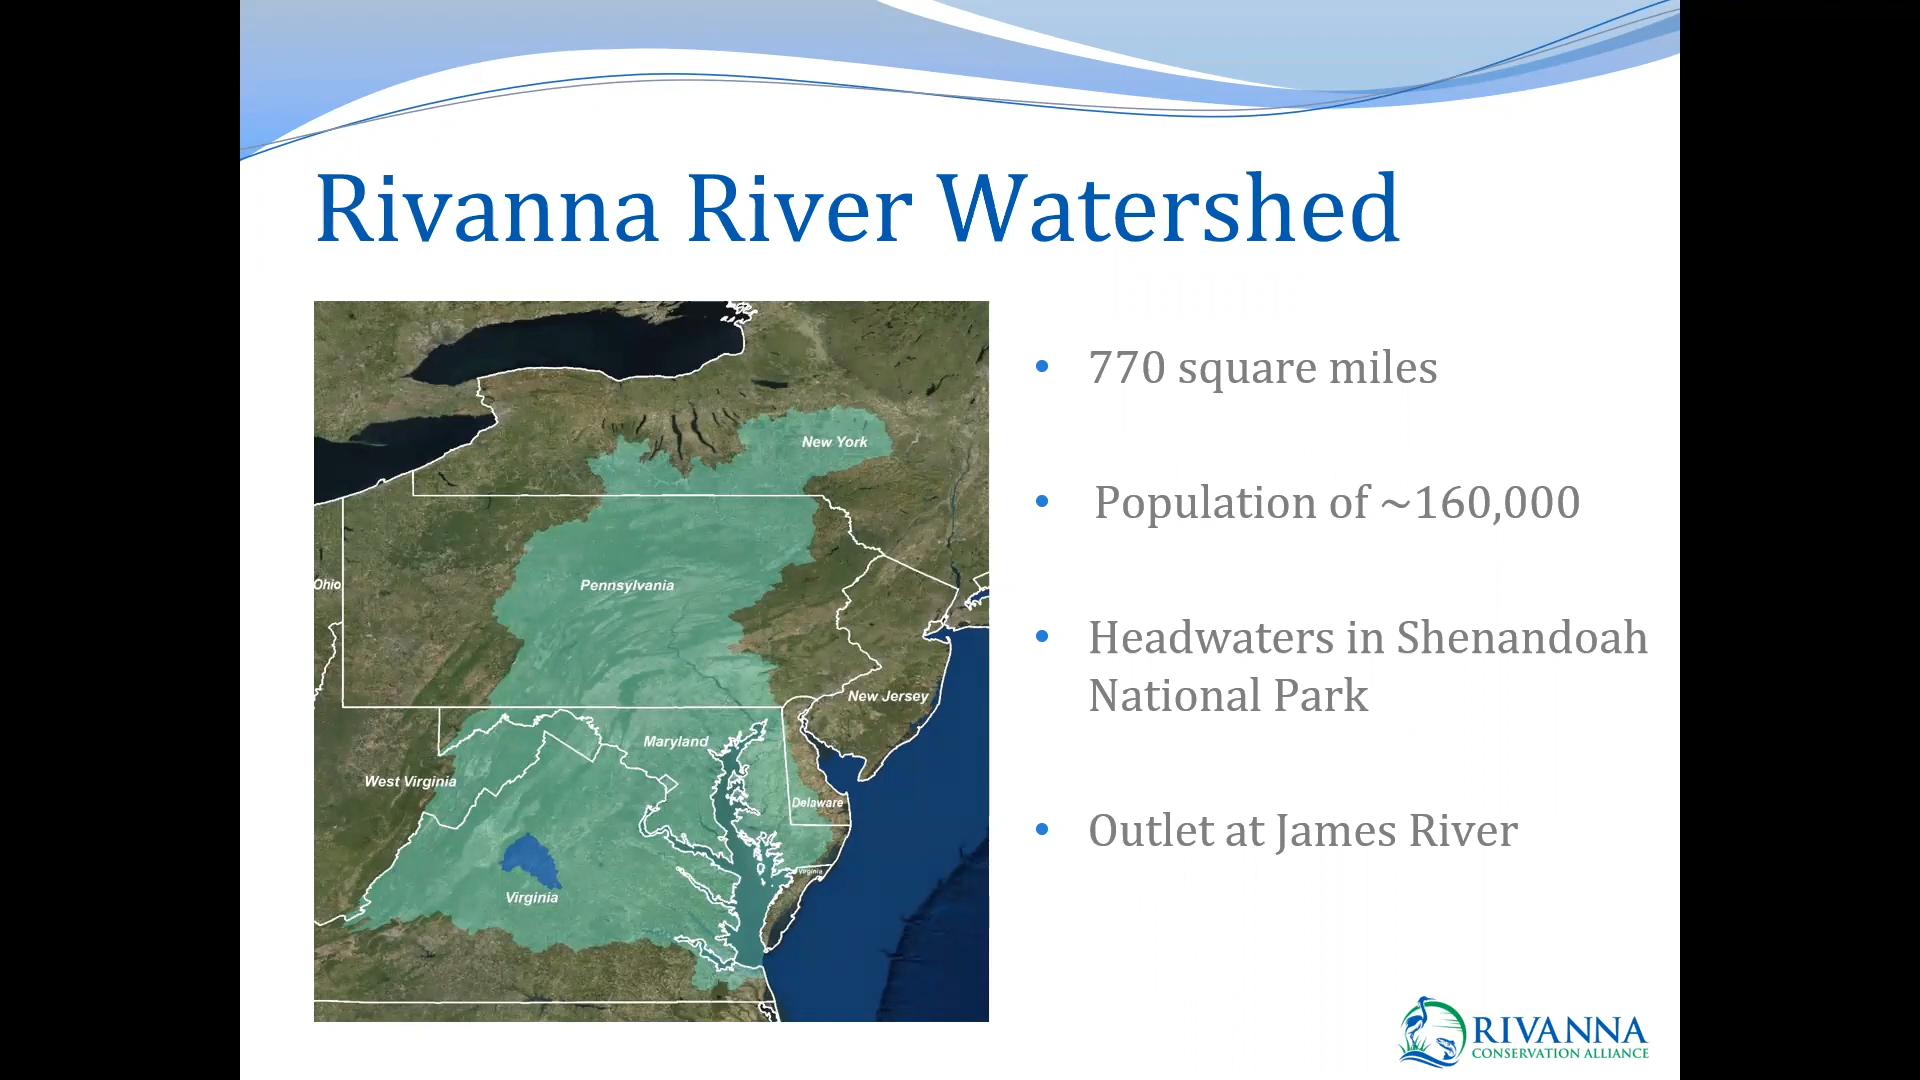 Rivanna River Watershed
New York
Ohio
Pennsylvania
New Jersey
Maryland
West Virginia
Delaware
Virginia
Virginia
• 770 square miles
• Population of ~160,000
• Headwaters in Shenandoah
National Park
• Outlet at James River
RIVANNA
CONSERVATION ALLIANCE